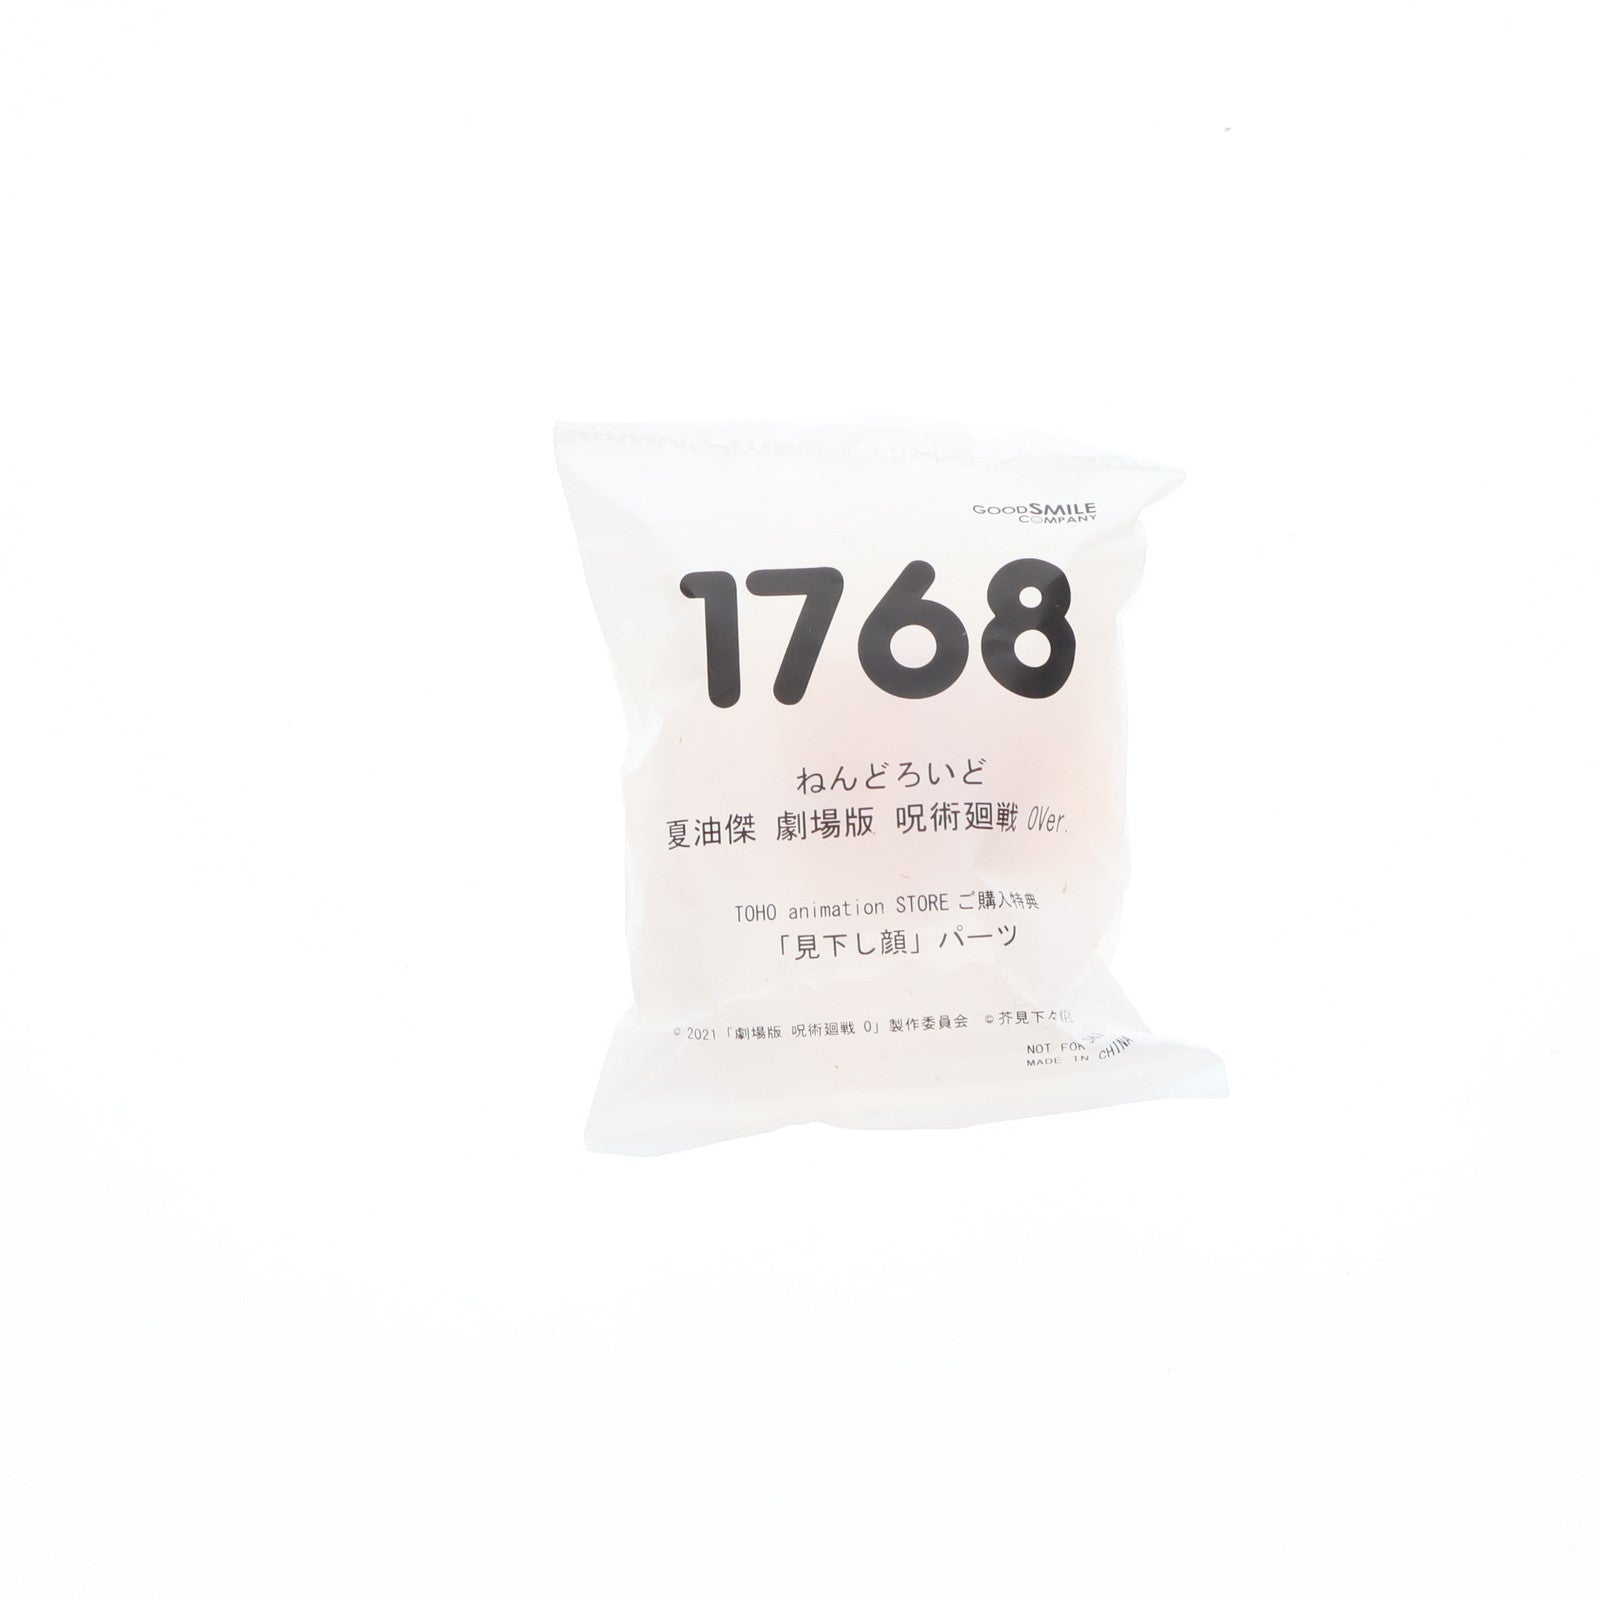 GOODSMILE
COMPANY
1768
ねんどろいど
夏油傑 劇場版 呪術廻戦 0Ver.
TOHO animation STORE ご購入特典
「見下し顔」パーツ
© 2021「劇場版 呪術廻戦 0」製作委員会 © 芥見下々
NOT FOR SALE
MADE IN CHINA